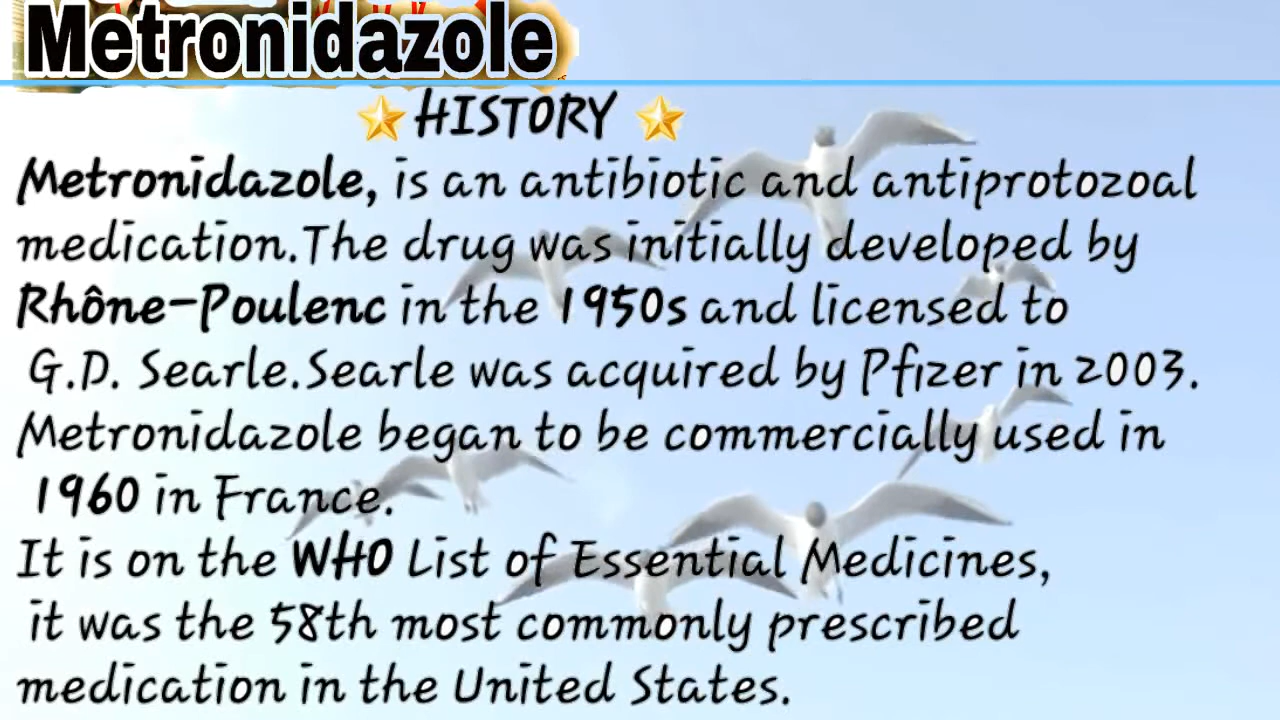 Metronidazole
⭐HISTORY ⭐
Metronidazole, is an antibiotic and antiprotozoal
medication.The drug was initially developed by
Rhône-Poulenc in the 1950s and licensed to
G.D. Searle.Searle was acquired by Pfizer in 2003.
Metronidazole began to be commercially used in
1960 in France.
It is on the WHO List of Essential Medicines,
it was the 58th most commonly prescribed
medication in the United States.